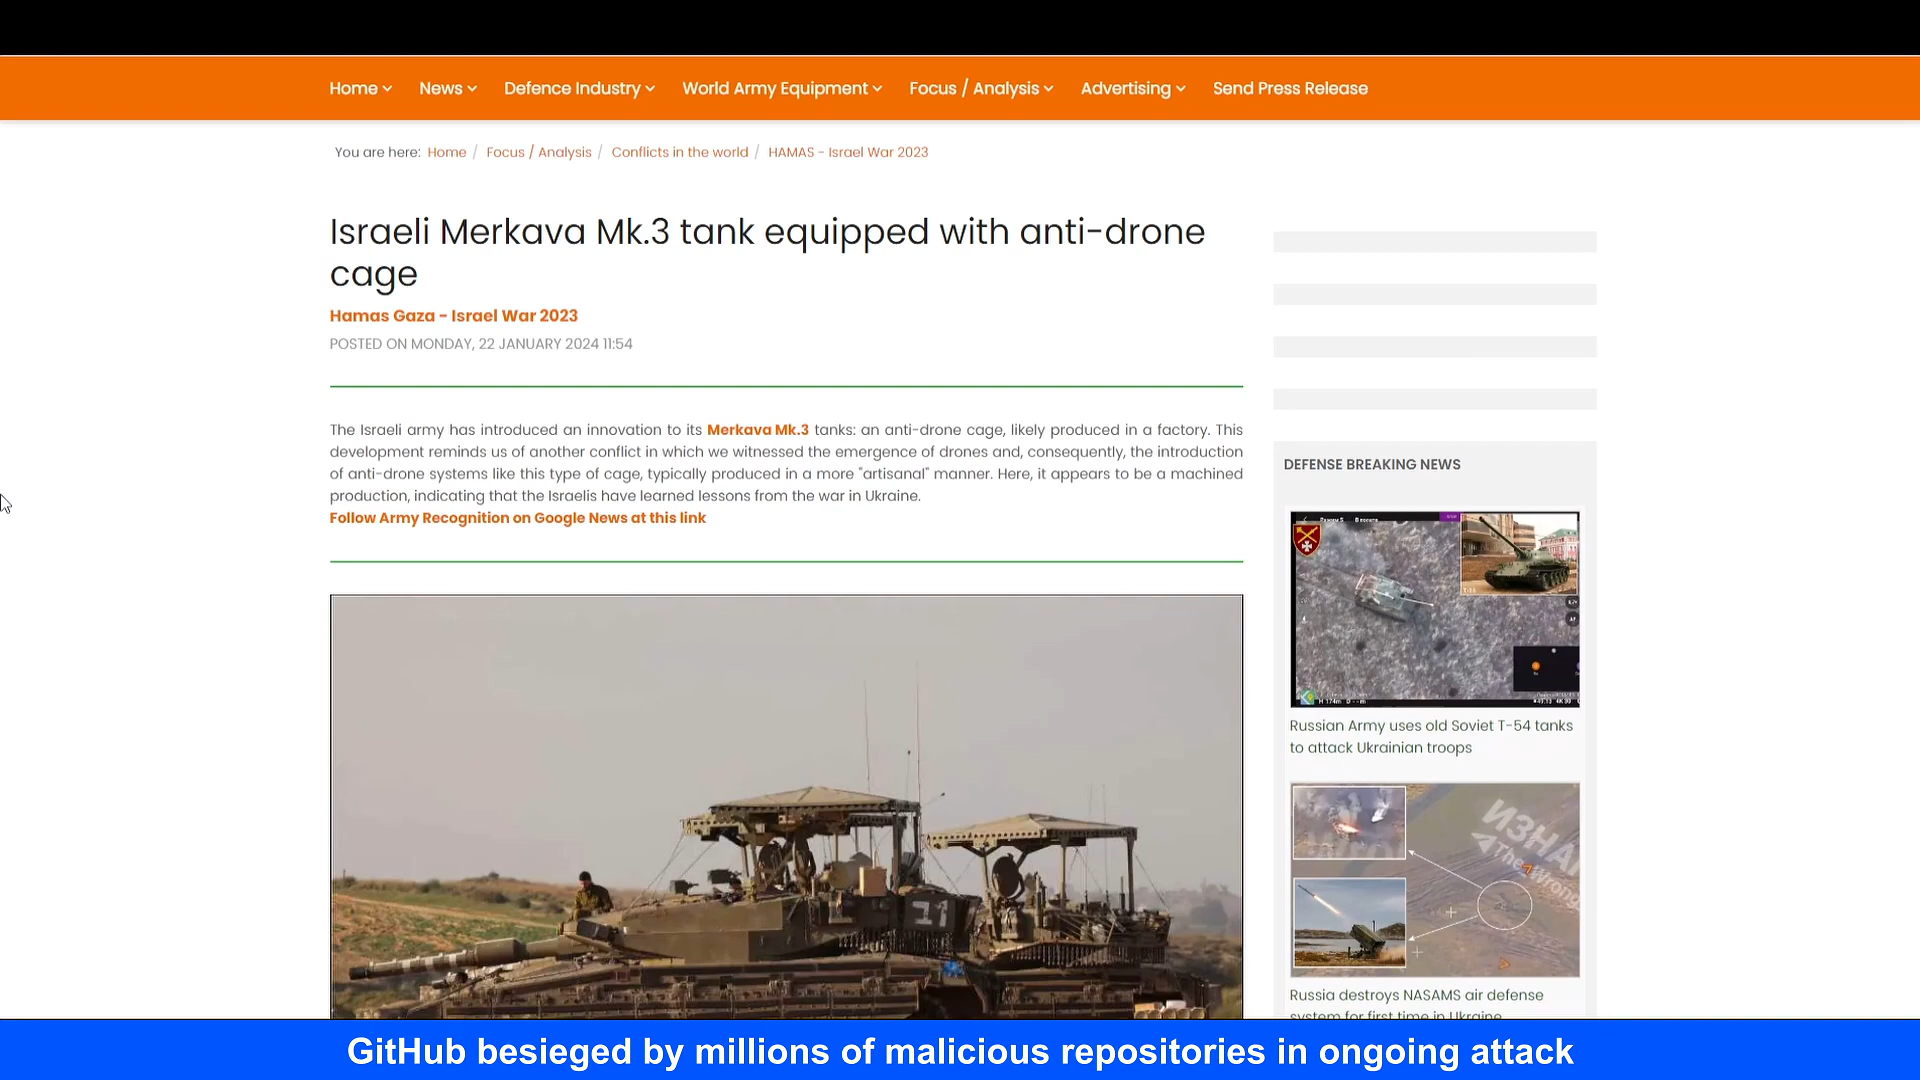 Home News Defence Industry World Army Equipment Focus / Analysis Advertising Send Press Release
You are here: Home / Focus / Analysis / Conflicts in the world / HAMAS - Israel War 2023
Israeli Merkava Mk.3 tank equipped with anti-drone
cage
Hamas Gaza - Israel War 2023
POSTED ON MONDAY, 22 JANUARY 2024 11:54
The Israeli army has introduced an innovation to its Merkava Mk.3 tanks: an anti-drone cage, likely produced in a factory. This
development reminds us of another conflict in which we witnessed the emergence of drones and, consequently, the introduction
of anti-drone systems like this type of cage, typically produced in a more "artisanal" manner. Here, it appears to be a machined
production, indicating that the Israelis have learned lessons from the war in Ukraine.
Follow Army Recognition on Google News at this link
DEFENSE BREAKING NEWS
Russian Army uses old Soviet T-54 tanks
to attack Ukrainian troops
Russia destroys NASAMS air defense
system for first time in Ukraine
GitHub besieged by millions of malicious repositories in ongoing attack